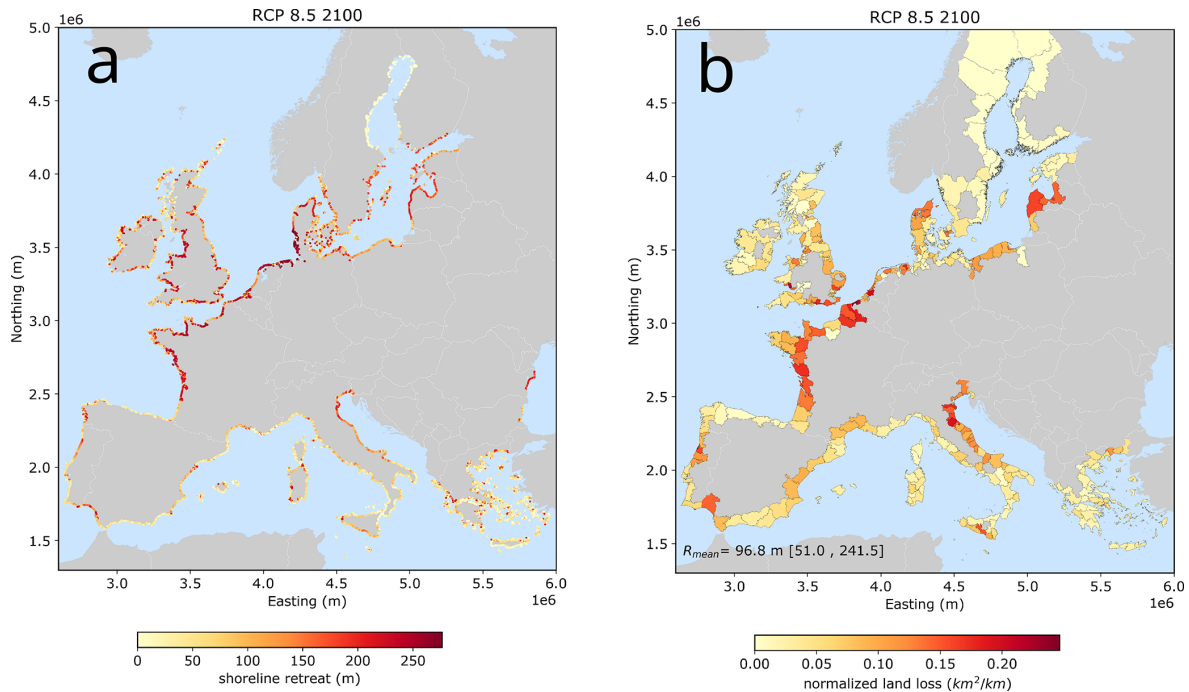 RCP 8.5 2100
1e6
a
5.0
4.5
4.0
3.5
3.0
2.5
2.0
1.5
Northing (m)
3.0 3.5 4.0 4.5 5.0 5.5 6.0
Easting (m)
1e6
0 50 100 150 200 250
shoreline retreat (m)
RCP 8.5 2100
1e6
b
5.0
4.5
4.0
3.5
3.0
2.5
2.0
1.5
Northing (m)
R_mean = 96.8 m [51.0 , 241.5]
3.0 3.5 4.0 4.5 5.0 5.5 6.0
Easting (m)
1e6
0.00 0.05 0.10 0.15 0.20
normalized land loss (km²/km)